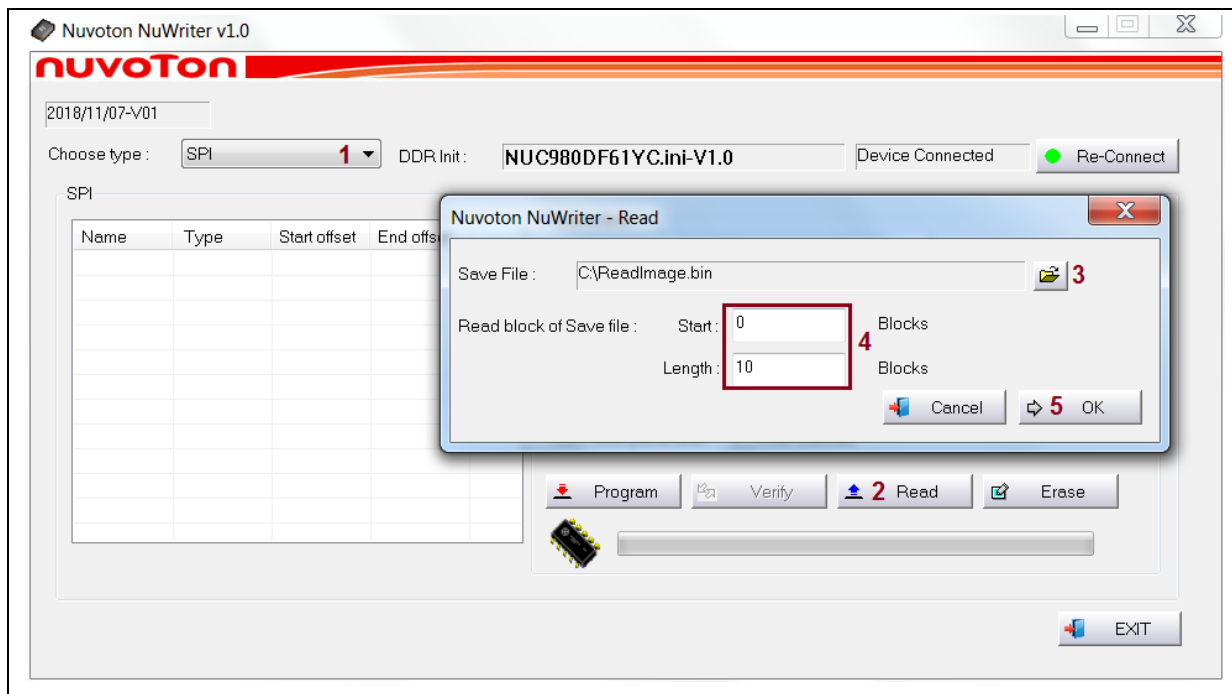 Nuvoton NuWriter v1.0
nuvoTon
2018/11/07-V01
Choose type : SPI 1 DDR Init : NUC980DF61YC.ini-V1.0 Device Connected Re-Connect
SPI
Nuvoton NuWriter - Read
Name Type Start offset End offs
Save File : C:\ReadImage.bin 3
Read block of Save file : Start : 0 Blocks
4
Length : 10 Blocks
Cancel 5 OK
Program Verify 2 Read Erase
EXIT